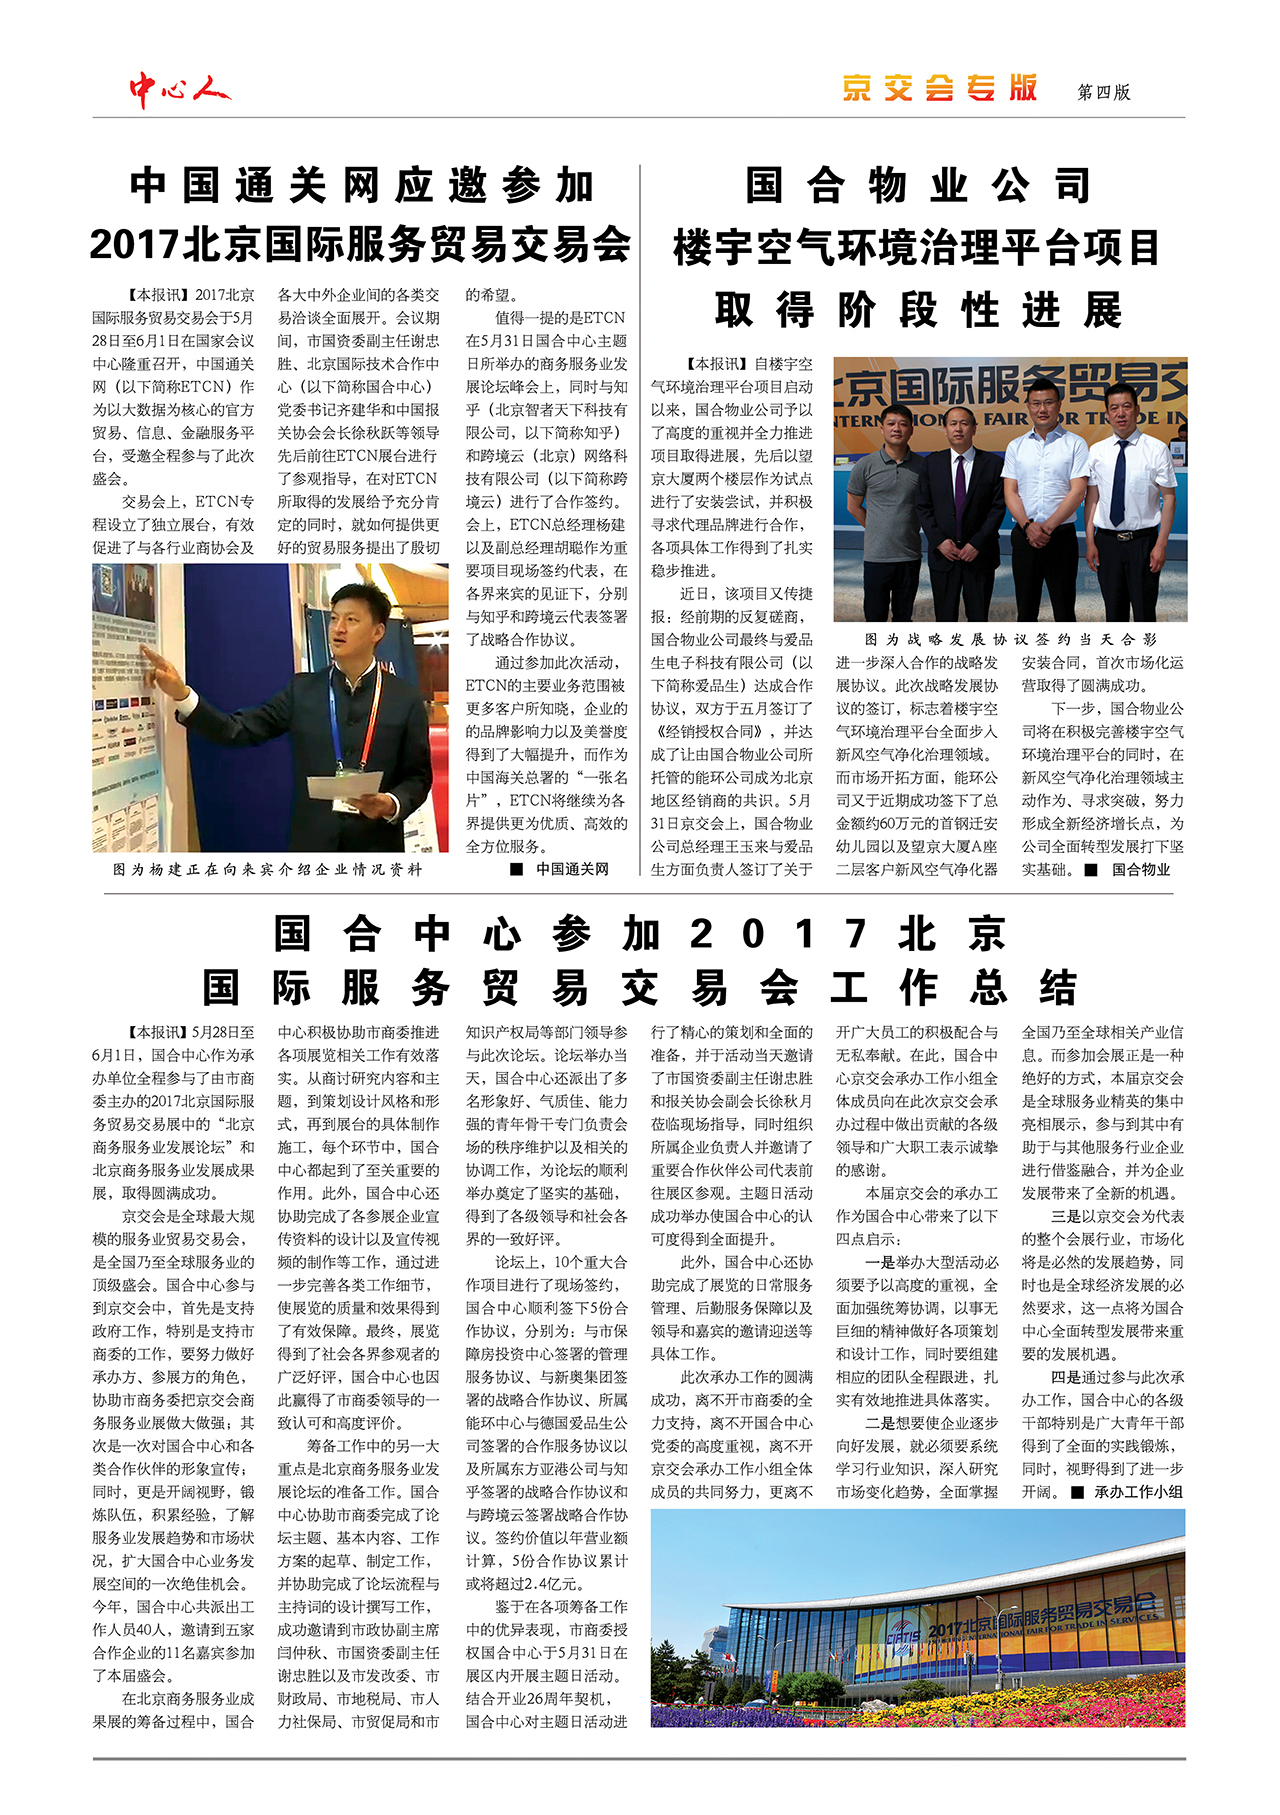 中心人
京交会专版
第四版
中国通关网应邀参加
2017北京国际服务贸易交易会
【本报讯】2017北京
国际服务贸易交易会于5月
28日至6月1日在国家会议
中心隆重召开，中国通关
网（以下简称ETCN）作
为以大数据为核心的官方
贸易、信息、金融服务平
台，受邀全程参与了此次
盛会。
交易会上，ETCN专
程设立了独立展台，有效
促进了与各行业商协会及
各大中外企业间的各类交
易洽谈全面展开。会议期
间，市国资委副主任谢忠
胜、北京国际技术合作中
心（以下简称国合中心）
党委书记齐建华和中国报
关协会会长徐秋跃等领导
先后前往ETCN展台进行
了参观指导，在对ETCN
所取得的发展给予充分肯
定的同时，就如何提供更
好的贸易服务提出了殷切
的希望。
值得一提的是ETCN
在5月31日国合中心主题
日所举办的商务服务业发
展论坛峰会上，同时与知
乎（北京智者天下科技有
限公司，以下简称知乎）
和跨境云（北京）网络科
技有限公司（以下简称跨
境云）进行了合作签约。
会上，ETCN总经理杨建
以及副总经理胡聪作为重
要项目现场签约代表，在
各界来宾的见证下，分别
与知乎和跨境云代表签署
了战略合作协议。
通过参加此次活动，
ETCN的主要业务范围被
更多客户所知晓，企业的
的品牌影响力以及美誉度
得到了大幅提升，而作为
中国海关总署的“一张名
片”，ETCN将继续为各
界提供更为优质、高效的
全方位服务。
■ 中国通关网
图为杨建正在向来宾介绍企业情况资料
国合物业公司
楼宇空气环境治理平台项目
取得阶段性进展
【本报讯】自楼宇空
气环境治理平台项目启动
以来，国合物业公司予以
了高度的重视并全力推进
项目取得进展，先后以望
京大厦两个楼层作为试点
进行了安装尝试，并积极
寻求代理品牌进行合作，
各项具体工作得到了扎实
稳步推进。
近日，该项目又传捷
报：经前期的反复磋商，
国合物业公司最终与爱品
生电子科技有限公司（以
下简称爱品生）达成合作
协议，双方于五月签订了
《经销授权合同》，并达
成了让由国合物业公司所
托管的能环公司成为北京
地区经销商的共识。5月
31日京交会上，国合物业
公司总经理王玉来与爱品
生方面负责人签订了关于
北京国际服务贸易交
INTERNATIONAL FAIR FOR TRADE IN
图为战略发展协议签约当天合影
进一步深入合作的战略发
展协议。此次战略发展协
议的签订，标志着楼宇空
气环境治理平台全面步入
新风空气净化治理领域。
而市场开拓方面，能环公
司又于近期成功签下了总
金额约60万元的首钢迁安
幼儿园以及望京大厦A座
二层客户新风空气净化器
安装合同，首次市场化运
营取得了圆满成功。
下一步，国合物业公
司将在积极完善楼宇空气
环境治理平台的同时，在
新风空气净化治理领域主
动作为、寻求突破，努力
形成全新经济增长点，为
公司全面转型发展打下坚
实基础。 ■ 国合物业
国合中心参加2017北京
国际服务贸易交易会工作总结
【本报讯】5月28日至
6月1日，国合中心作为承
办单位全程参与了由市商
委主办的2017北京国际服
务贸易交易展中的“北京
商务服务业发展论坛”和
北京商务服务业发展成果
展，取得圆满成功。
京交会是全球最大规
模的服务业贸易交易会，
是全国乃至全球服务业的
顶级盛会。国合中心参与
到京交会中，首先是支持
政府工作，特别是支持市
商委的工作，要努力做好
承办方、参展方的角色，
协助市商务委把京交会商
务服务业展做大做强；其
次是一次对国合中心和各
类合作伙伴的形象宣传；
同时，更是开阔视野，锻
炼队伍，积累经验，了解
服务业发展趋势和市场状
况，扩大国合中心业务发
展空间的一次绝佳机会。
今年，国合中心共派出工
作人员40人，邀请到五家
合作企业的11名嘉宾参加
了本届盛会。
在北京商务服务业成
果展的筹备过程中，国合
中心积极协助市商委推进
各项展览相关工作有效落
实。从商讨研究内容和主
题，到策划设计风格和形
式，再到展台的具体制作
施工，每个环节中，国合
中心都起到了至关重要的
作用。此外，国合中心还
协助完成了各参展企业宣
传资料的设计以及宣传视
频的制作等工作，通过进
一步完善各类工作细节，
使展览的质量和效果得到
了有效保障。最终，展览
得到了社会各界参观者的
广泛好评，国合中心也因
此赢得了市商委领导的一
致认可和高度评价。
筹备工作中的另一大
重点是北京商务服务业发
展论坛的准备工作。国合
中心协助市商委完成了论
坛主题、基本内容、工作
方案的起草、制定工作，
并协助完成了论坛流程与
主持词的设计撰写工作，
成功邀请到市政协副主席
闫仲秋、市国资委副主任
谢忠胜以及市发改委、市
财政局、市地税局、市人
力社保局、市贸促局和市
知识产权局等部门领导参
与此次论坛。论坛举办当
天，国合中心还派出了多
名形象好、气质佳、能力
强的青年骨干专门负责会
场的秩序维护以及相关的
协调工作，为论坛的顺利
举办奠定了坚实的基础，
得到了各级领导和社会各
界的一致好评。
论坛上，10个重大合
作项目进行了现场签约，
国合中心顺利签下5份合
作协议，分别为：与市保
障房投资中心签署的管理
服务协议、与新奥集团签
署的战略合作协议、所属
能环中心与德国爱品生公
司签署的合作服务协议以
及所属东方亚港公司与知
乎签署的战略合作协议和
与跨境云签署战略合作协
议。签约价值以年营业额
计算，5份合作协议累计
或将超过2.4亿元。
鉴于在各项筹备工作
中的优异表现，市商委授
权国合中心于5月31日在
展区内开展主题日活动。
结合开业26周年契机，
国合中心对主题日活动进
行了精心的策划和全面的
准备，并于活动当天邀请
了市国资委副主任谢忠胜
和报关协会副会长徐秋月
莅临现场指导，同时组织
所属企业负责人并邀请了
重要合作伙伴公司代表前
往展区参观。主题日活动
成功举办使国合中心的认
可度得到全面提升。
此外，国合中心还协
助完成了展览的日常服务
管理、后勤服务保障以及
领导和嘉宾的邀请迎送等
具体工作。
此次承办工作的圆满
成功，离不开市商委的全
力支持，离不开国合中心
党委的高度重视，离不开
京交会承办工作小组全体
成员的共同努力，更离不
开广大员工的积极配合与
无私奉献。在此，国合中
心京交会承办工作小组全
体成员向在此次京交会承
办过程中做出贡献的各级
领导和广大职工表示诚挚
的感谢。
本届京交会的承办工
作为国合中心带来了以下
四点启示：
一是举办大型活动必
须要予以高度的重视，全
面加强统筹协调，以事无
巨细的精神做好各项策划
和设计工作，同时要组建
相应的团队全程跟进，扎
实有效地推进具体落实。
二是想要使企业逐步
向好发展，就必须要系统
学习行业知识，深入研究
市场变化趋势，全面掌握
全国乃至全球相关产业信
息。而参加会展正是一种
绝好的方式，本届京交会
是全球服务业精英的集中
亮相展示，参与到其中有
助于与其他服务行业企业
进行借鉴融合，并为企业
发展带来了全新的机遇。
三是以京交会为代表
的整个会展行业，市场化
将是必然的发展趋势，同
时也是全球经济发展的必
然要求，这一点将为国合
中心全面转型发展带来重
要的发展机遇。
四是通过参与此次承
办工作，国合中心的各级
干部特别是广大青年干部
得到了全面的实践锻炼，
同时，视野得到了进一步
开阔。 ■ 承办工作小组
CIFTIS
2017北京国际服务贸易交易会
INTERNATIONAL FAIR FOR TRADE IN SERVICES